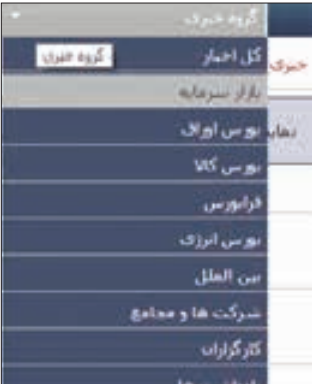 گروه خبری
کل اخبار
گروه خبری
خبری
بازار سرمایه
بورس اوراق
بورس کالا
فرابورس
بورس انرژی
بین الملل
شرکت ها و مجامع
کارگزاران